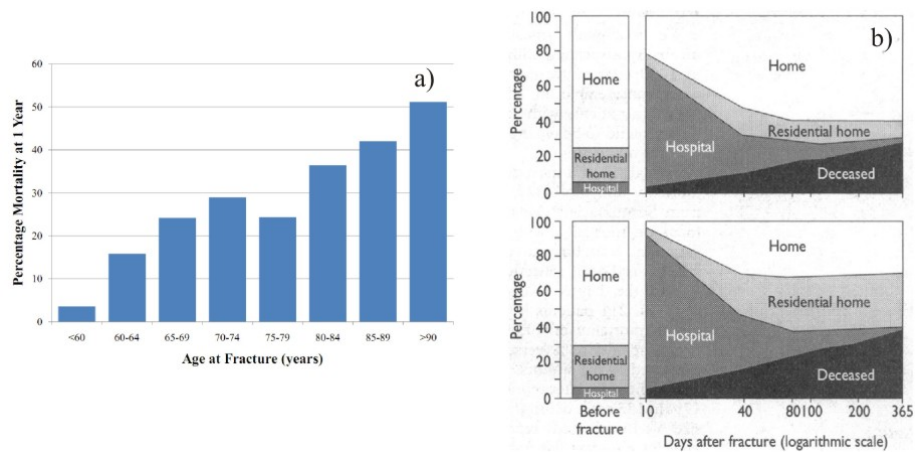 a)
60
50
40
30
20
10
0
Percentage Mortality at 1 Year
<60 60-64 65-69 70-74 75-79 80-84 85-89 >90
Age at Fracture (years)
b)
100
80
60
40
20
0
Percentage
Home
Residential
home
Hospital
Home
Residential home
Hospital
Deceased
100
80
60
40
20
0
Percentage
Home
Residential
home
Hospital
Home
Residential home
Hospital
Deceased
Before
fracture
10 40 80 100 200 365
Days after fracture (logarithmic scale)